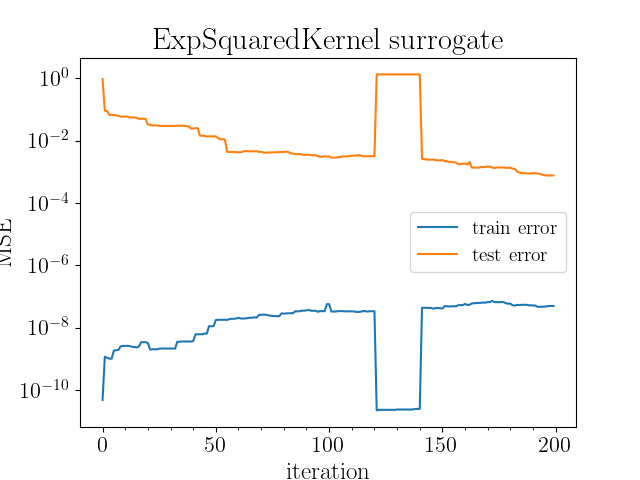 ExpSquaredKernel surrogate
MSE
10^0
10^−2
10^−4
10^−6
10^−8
10^−10
train error
test error
0 50 100 150 200
iteration